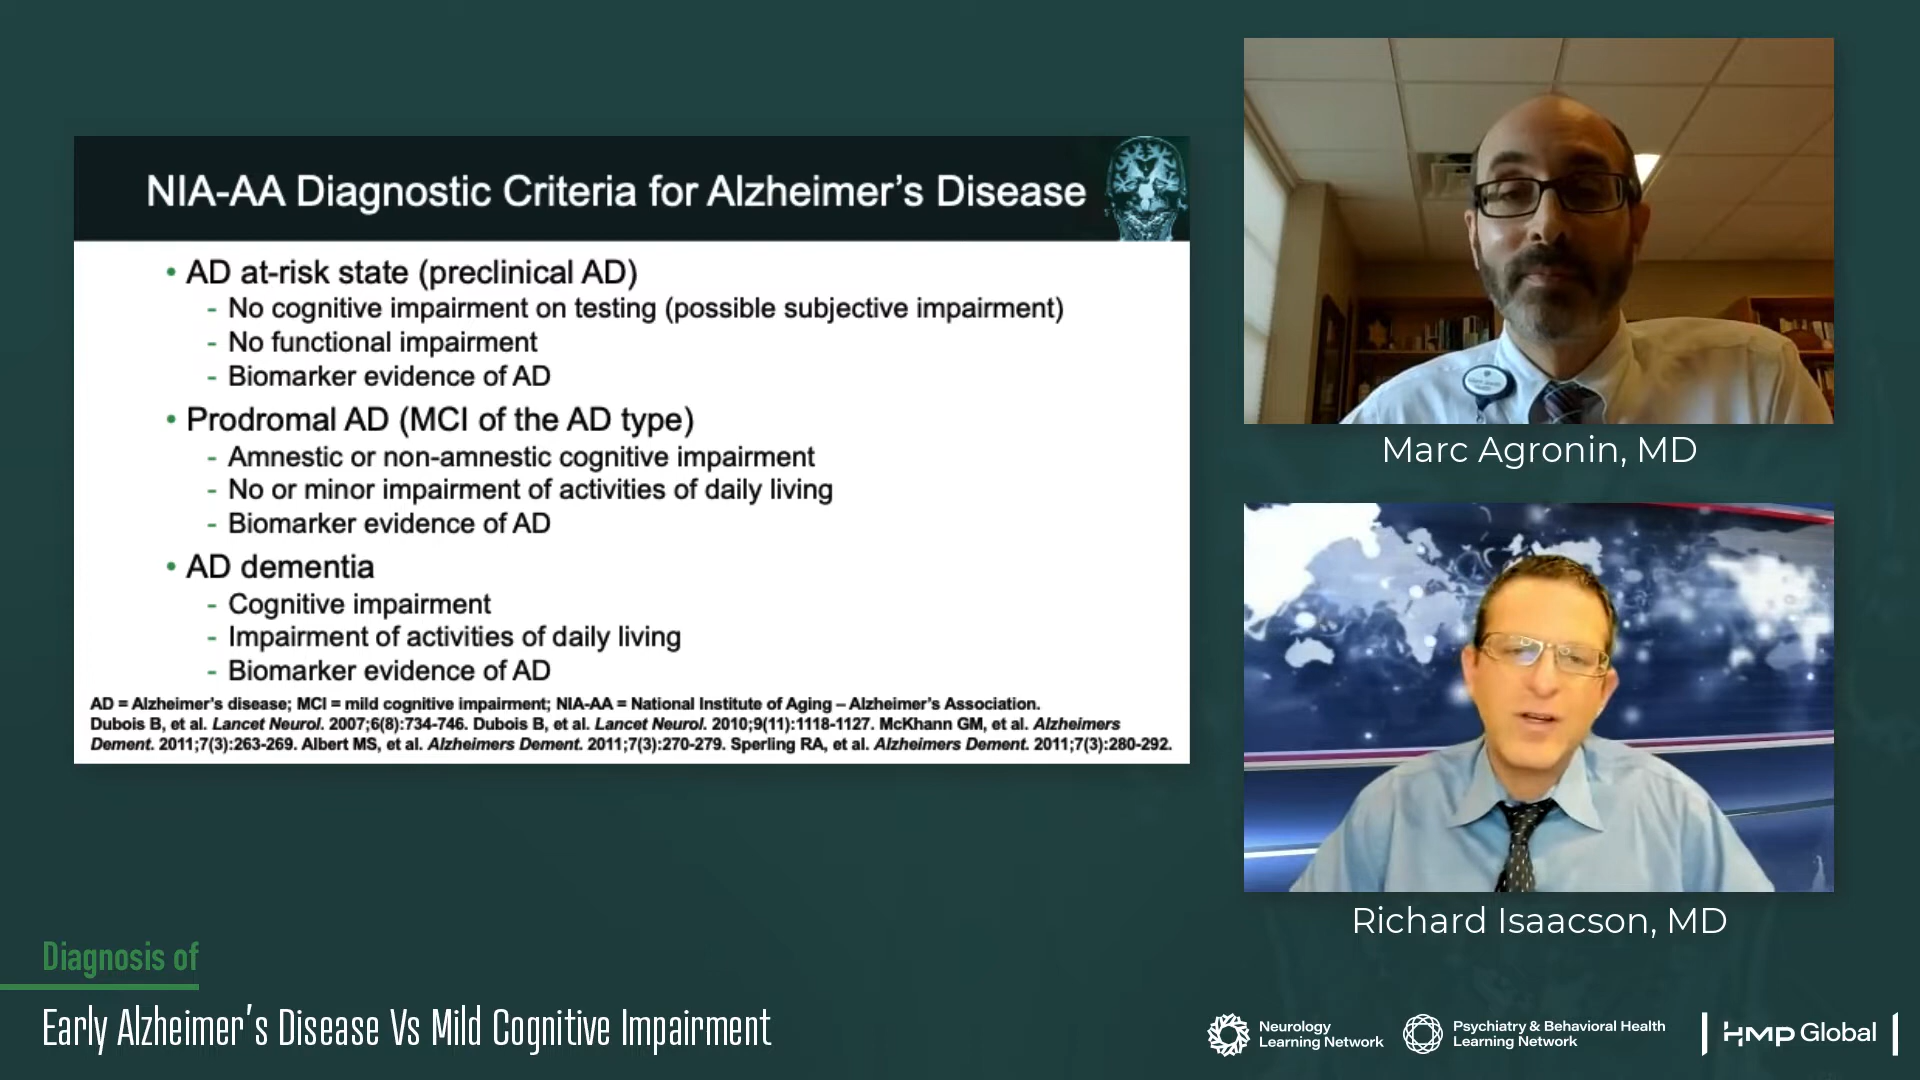 NIA-AA Diagnostic Criteria for Alzheimer's Disease
• AD at-risk state (preclinical AD)
- No cognitive impairment on testing (possible subjective impairment)
- No functional impairment
- Biomarker evidence of AD
• Prodromal AD (MCI of the AD type)
- Amnestic or non-amnestic cognitive impairment
- No or minor impairment of activities of daily living
- Biomarker evidence of AD
• AD dementia
- Cognitive impairment
- Impairment of activities of daily living
- Biomarker evidence of AD
AD = Alzheimer's disease; MCI = mild cognitive impairment; NIA-AA = National Institute of Aging – Alzheimer's Association.
Dubois B, et al. Lancet Neurol. 2007;6(8):734-746. Dubois B, et al. Lancet Neurol. 2010;9(11):1118-1127. McKhann GM, et al. Alzheimers
Dement. 2011;7(3):263-269. Albert MS, et al. Alzheimers Dement. 2011;7(3):270-279. Sperling RA, et al. Alzheimers Dement. 2011;7(3):280-292.
Marc Agronin, MD
Richard Isaacson, MD
Diagnosis of
Early Alzheimer's Disease Vs Mild Cognitive Impairment
Neurology
Learning Network
Psychiatry & Behavioral Health
Learning Network
HMP Global